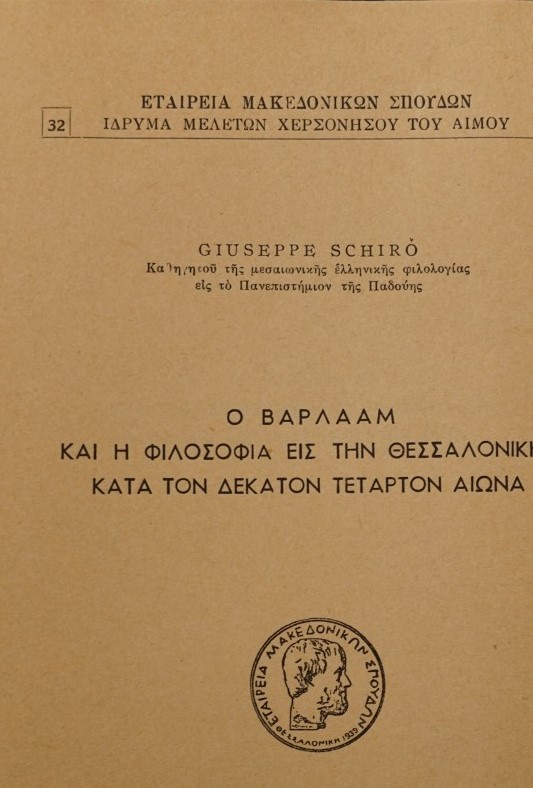 ΕΤΑΙΡΕΙΑ ΜΑΚΕΔΟΝΙΚΩΝ ΣΠΟΥΔΩΝ
32
ΙΔΡΥΜΑ ΜΕΛΕΤΩΝ ΧΕΡΣΟΝΗΣΟΥ ΤΟΥ ΑΙΜΟΥ
GIUSEPPE SCHIRÒ
Καθηγητοῦ τῆς μεσαιωνικῆς ἑλληνικῆς φιλολογίας
εἰς τὸ Πανεπιστήμιον τῆς Παδούης
Ο ΒΑΡΛΑΑΜ
ΚΑΙ Η ΦΙΛΟΣΟΦΙΑ ΕΙΣ ΤΗΝ ΘΕΣΣΑΛΟΝΙΚΗ
ΚΑΤΑ ΤΟΝ ΔΕΚΑΤΟΝ ΤΕΤΑΡΤΟΝ ΑΙΩΝΑ
ΕΤΑΙΡΕΙΑ ΜΑΚΕΔΟΝΙΚΩΝ ΣΠΟΥΔΩΝ
ΘΕΣΣΑΛΟΝΙΚΗ 1939